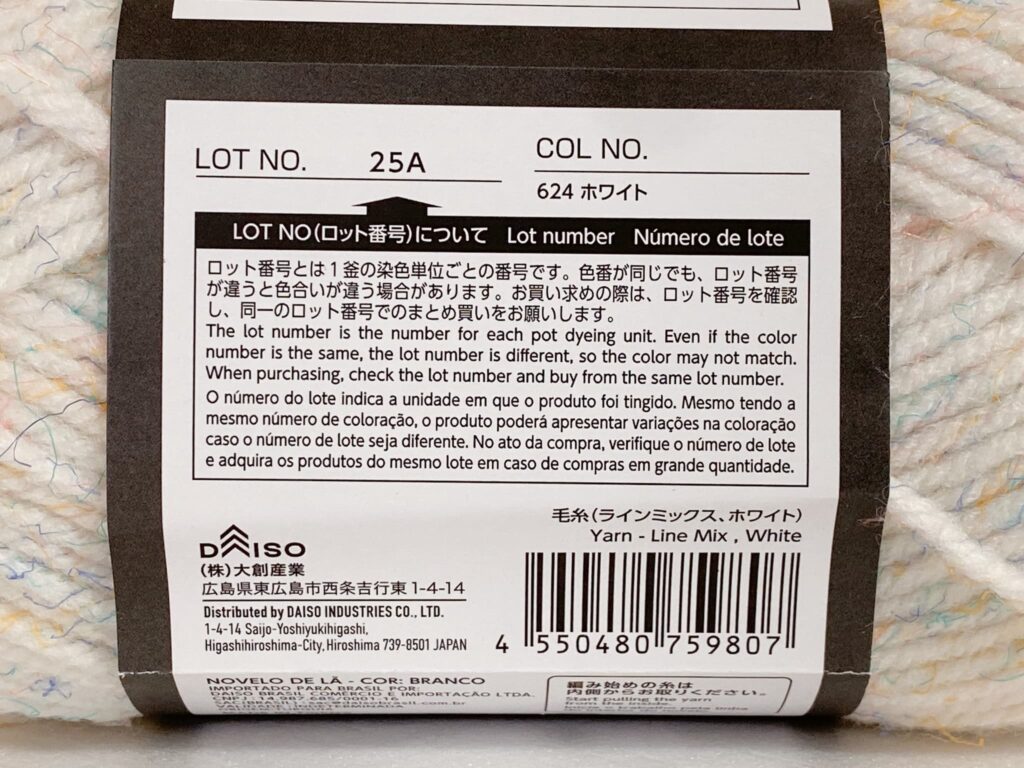 LOT NO. 25A
COL NO.
624 ホワイト
LOT NO(ロット番号)について Lot number Número de lote
ロット番号とは1釜の染色単位ごとの番号です。色番が同じでも、ロット番号
が違うと色合いが違う場合があります。お買い求めの際は、ロット番号を確認
し、同一のロット番号でのまとめ買いをお願いします。
The lot number is the number for each pot dyeing unit. Even if the color
number is the same, the lot number is different, so the color may not match.
When purchasing, check the lot number and buy from the same lot number.
O número do lote indica a unidade em que o produto foi tingido. Mesmo tendo a
mesmo número de coloração, o produto poderá apresentar variações na coloração
caso o número de lote seja diferente. No ato da compra, verifique o número de lote
e adquira os produtos do mesmo lote em caso de compras em grande quantidade.
毛糸(ラインミックス、ホワイト)
Yarn - Line Mix , White
DAISO
(株)大創産業
広島県東広島市西条吉行東 1-4-14
Distributed by DAISO INDUSTRIES CO., LTD.
1-4-14 Saijo-Yoshiyukihigashi,
Higashihiroshima-City, Hiroshima 739-8501 JAPAN
4 550480 759807
NOVELO DE LÃ - COR: BRANCO
IMPORTADO PARA BRASIL POR:
DAISO BRASIL COMÉRCIO E IMPORTAÇÃO LTDA.
CNPJ: 14.987.685/0001-16
SAC(BRASIL): sac@daisobrasil.com.br
VALIDADE: INDETERMINADA
編み始めの糸は
内側からお取りください。
Start pulling the yarn
from the inside.